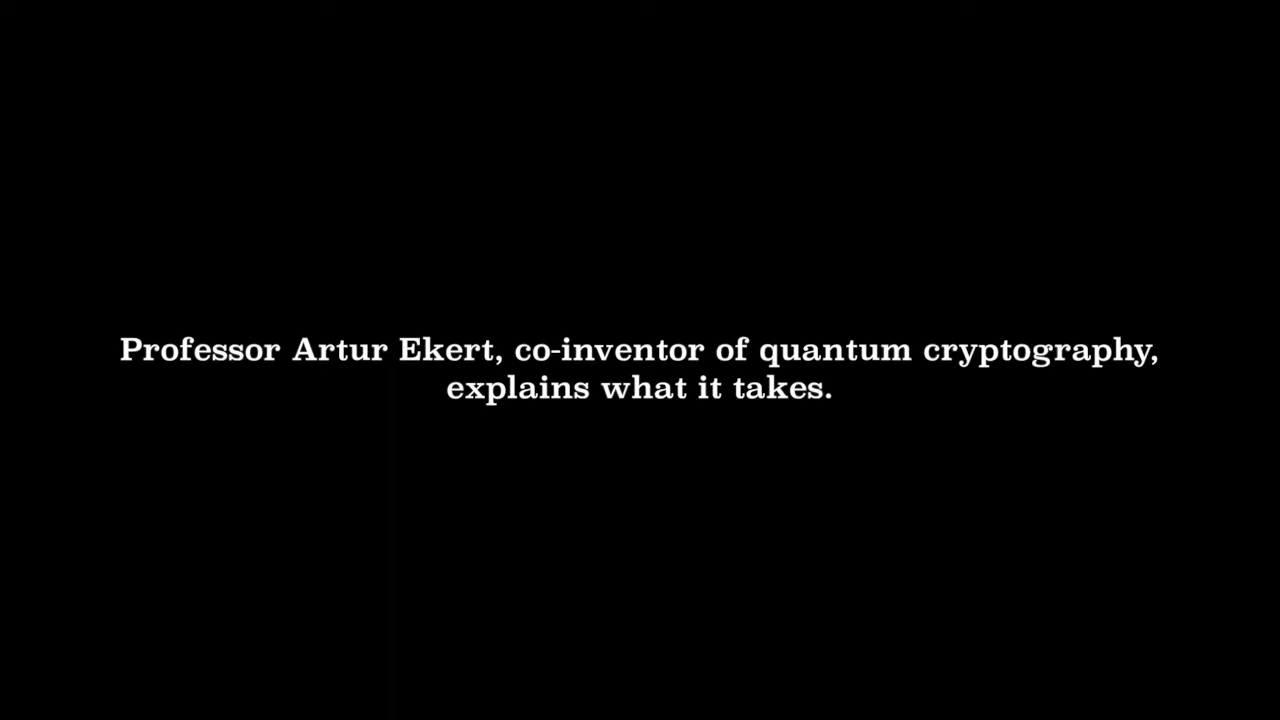 Professor Artur Ekert, co-inventor of quantum cryptography,
explains what it takes.